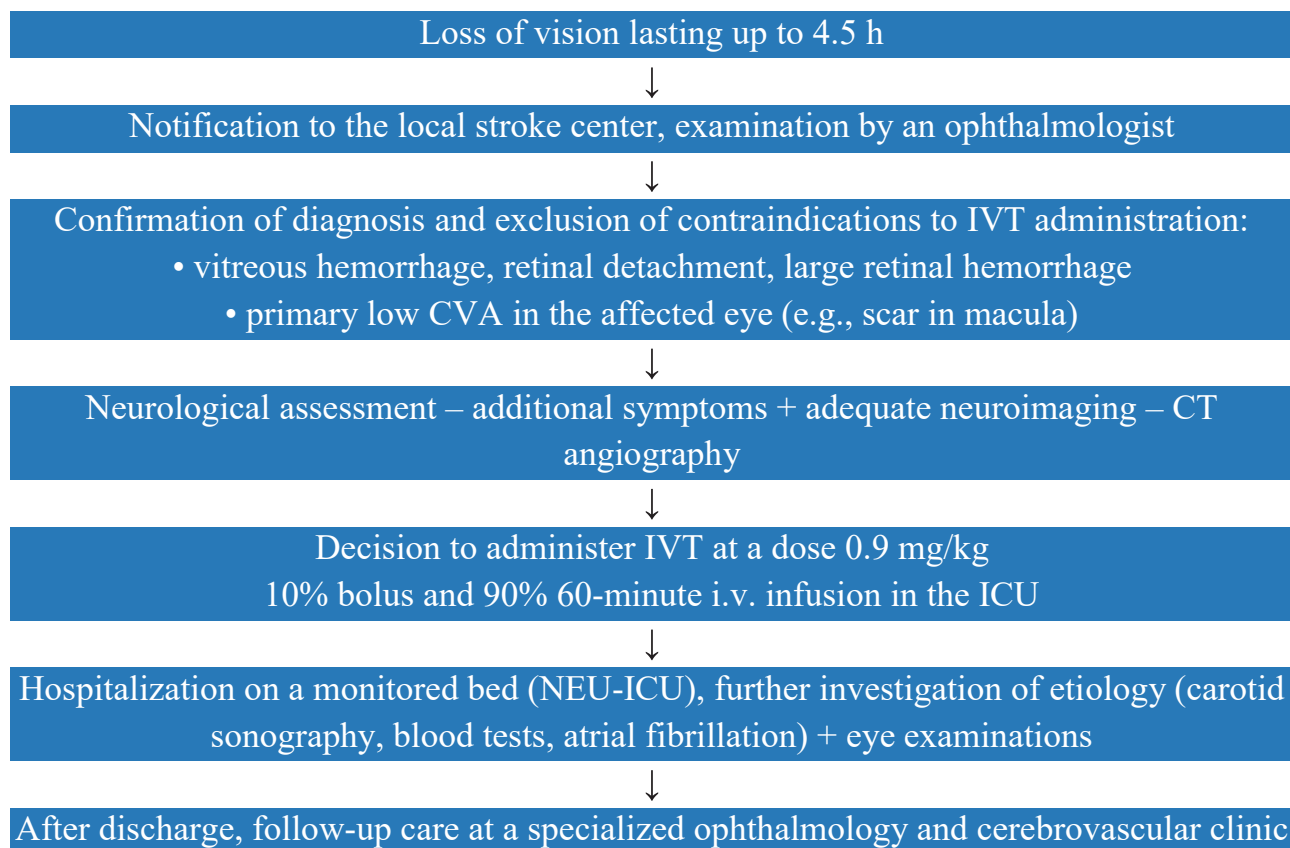 Loss of vision lasting up to 4.5 h
↓
Notification to the local stroke center, examination by an ophthalmologist
↓
Confirmation of diagnosis and exclusion of contraindications to IVT administration:
• vitreous hemorrhage, retinal detachment, large retinal hemorrhage
• primary low CVA in the affected eye (e.g., scar in macula)
↓
Neurological assessment – additional symptoms + adequate neuroimaging – CT
angiography
↓
Decision to administer IVT at a dose 0.9 mg/kg
10% bolus and 90% 60-minute i.v. infusion in the ICU
↓
Hospitalization on a monitored bed (NEU-ICU), further investigation of etiology (carotid
sonography, blood tests, atrial fibrillation) + eye examinations
↓
After discharge, follow-up care at a specialized ophthalmology and cerebrovascular clinic